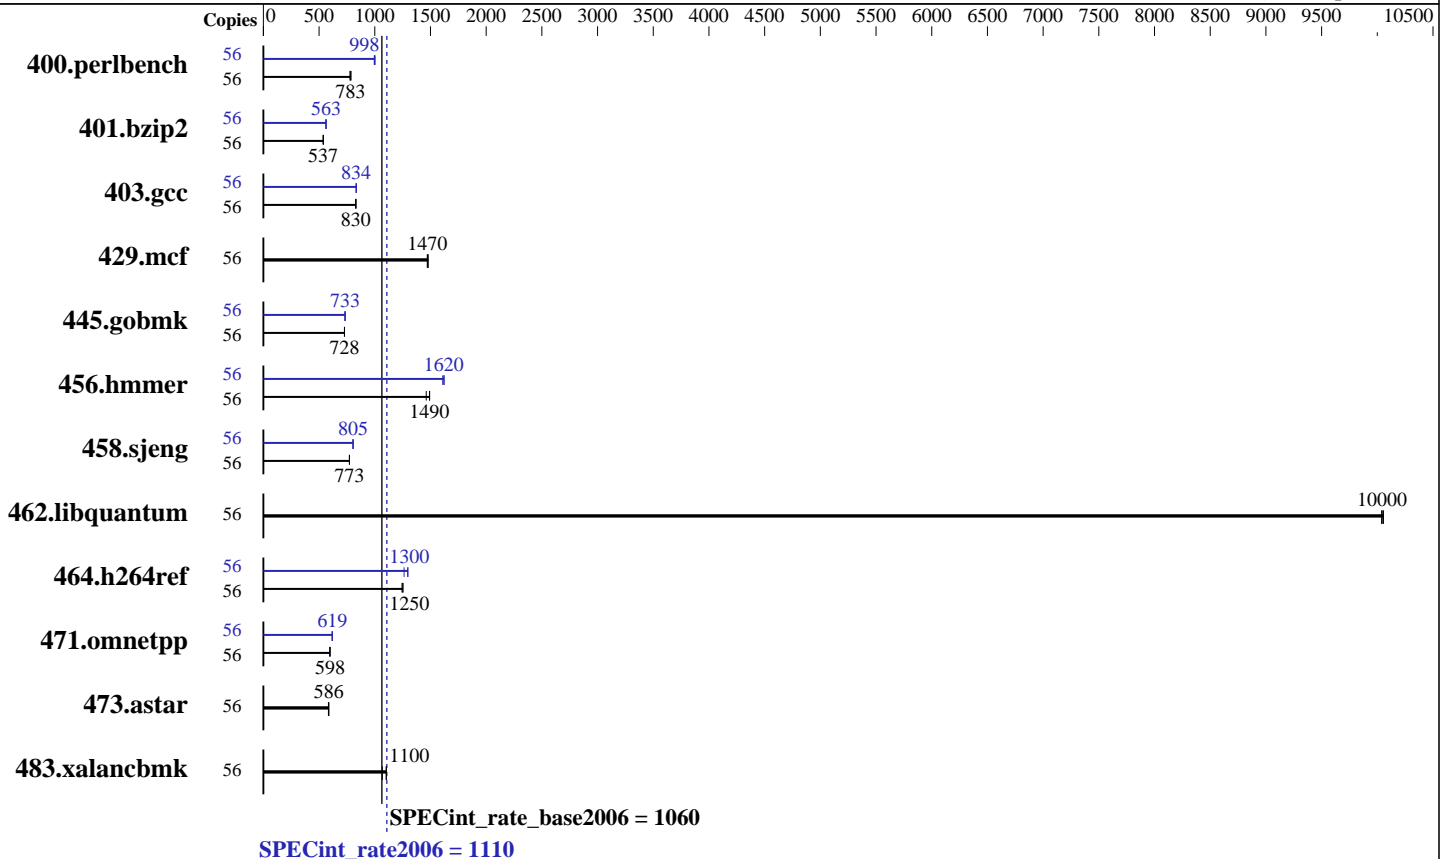 Copies 0 500 1000 1500 2000 2500 3000 3500 4000 4500 5000 5500 6000 6500 7000 7500 8000 8500 9000 9500 10500
400.perlbench 56 998
56 783
401.bzip2 56 563
56 537
403.gcc 56 834
56 830
429.mcf 56 1470
445.gobmk 56 733
56 728
456.hmmer 56 1620
56 1490
458.sjeng 56 805
56 773
462.libquantum 56 10000
464.h264ref 56 1300
56 1250
471.omnetpp 56 619
56 598
473.astar 56 586
483.xalancbmk 56 1100
SPECint_rate_base2006 = 1060
SPECint_rate2006 = 1110